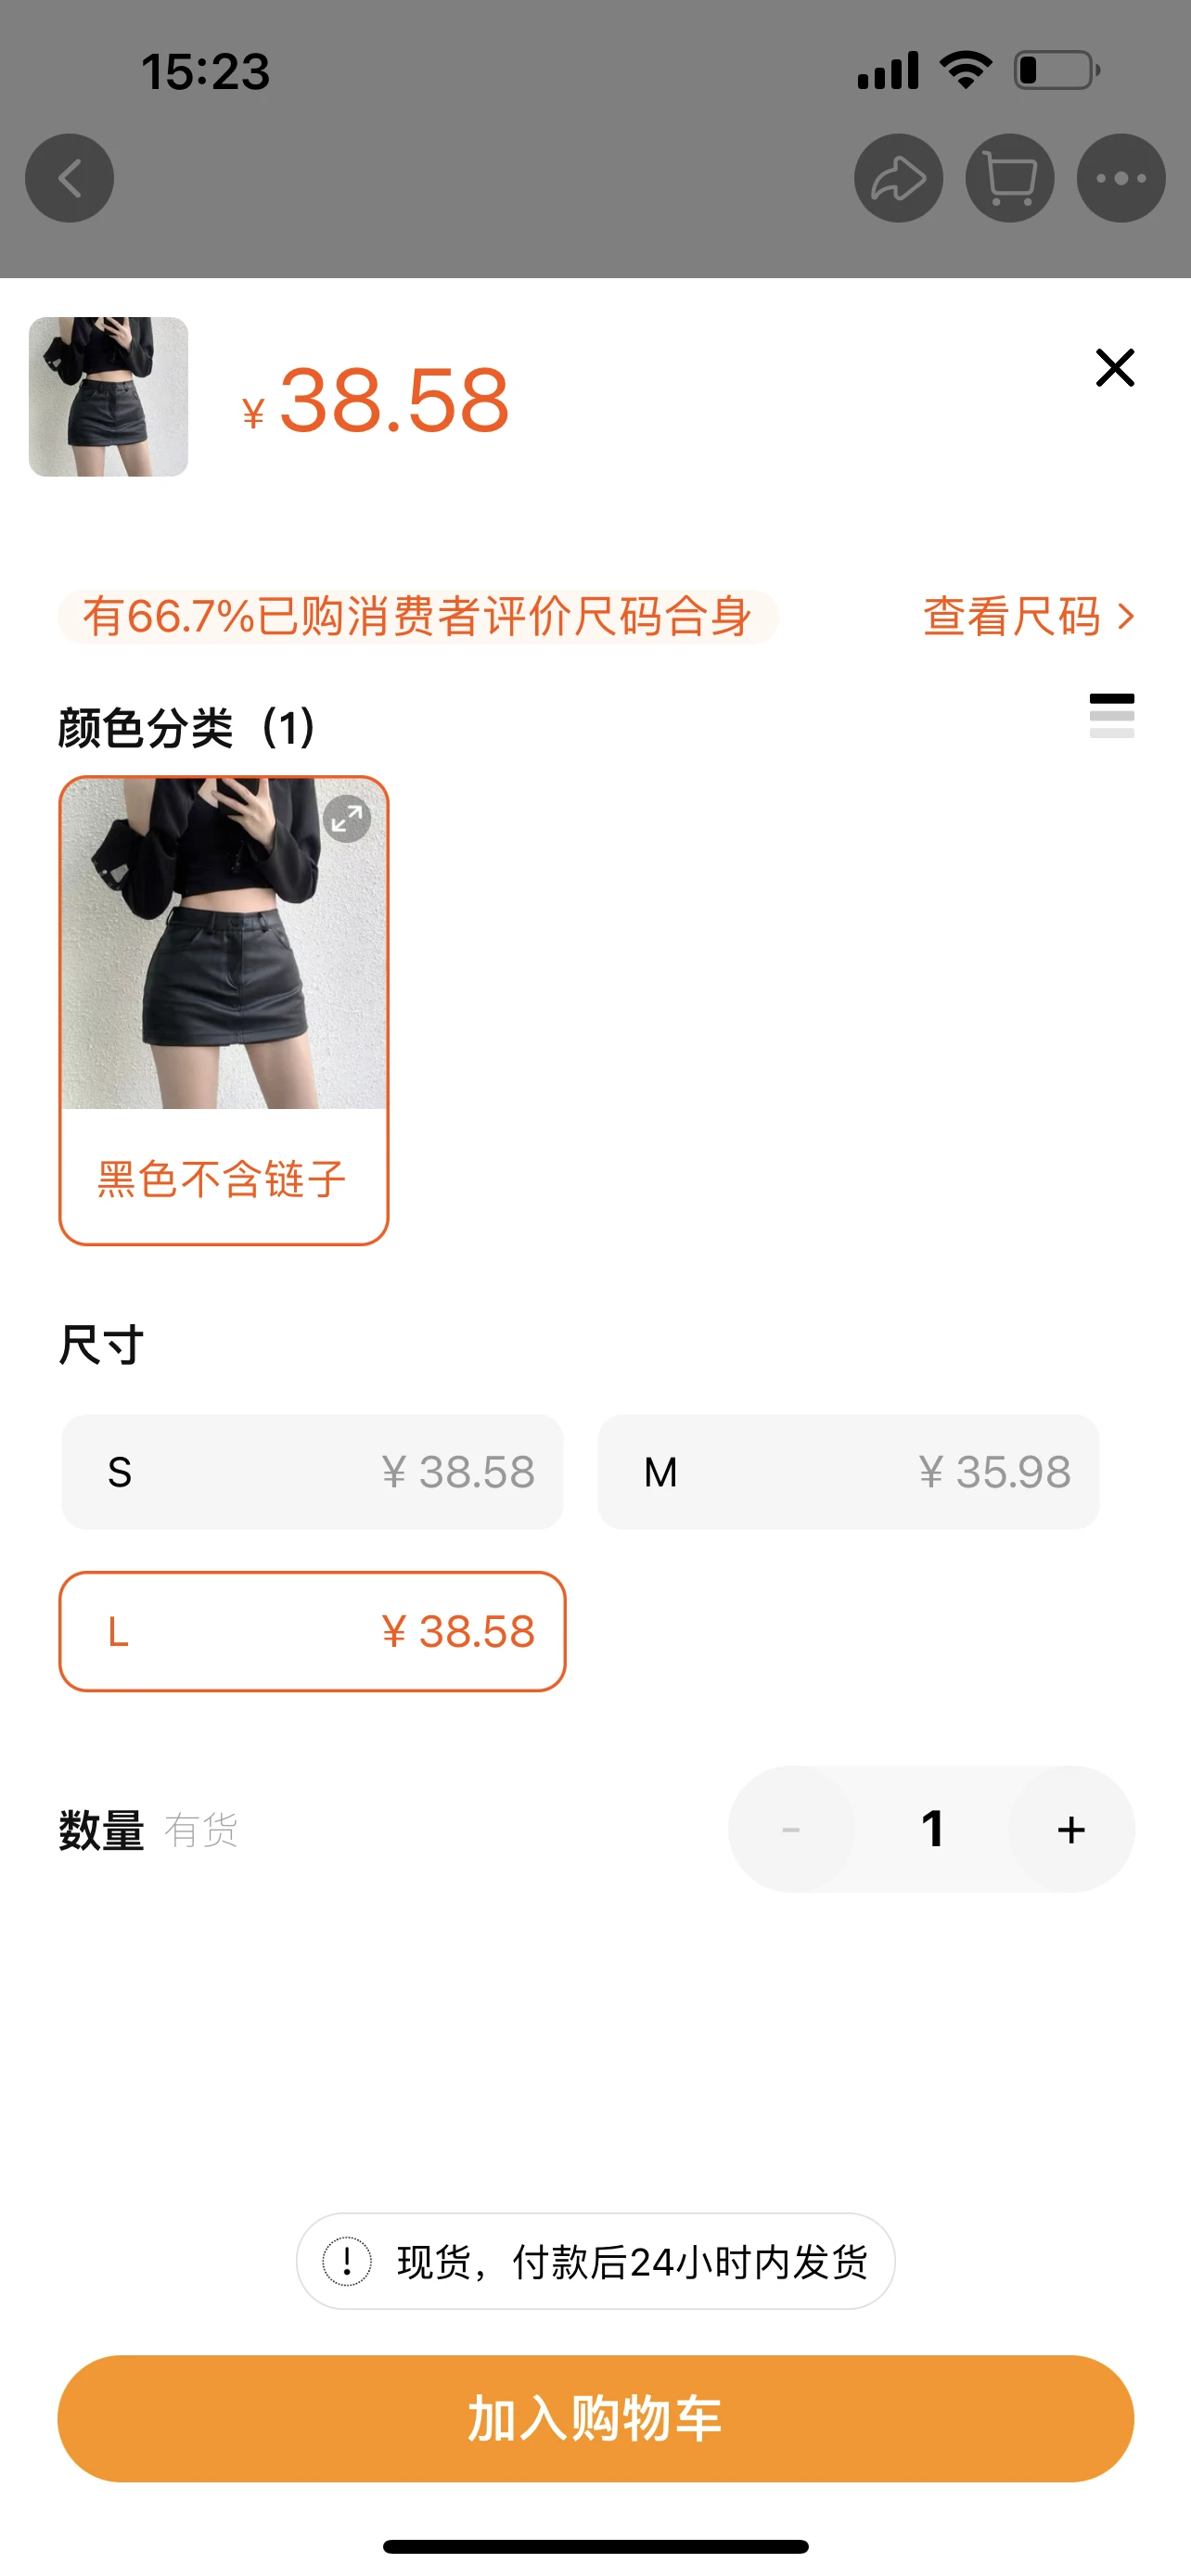 15:23
¥ 38.58
有66.7%已购消费者评价尺码合身
查看尺码 >
颜色分类（1）
黑色不含链子
尺寸
S ¥ 38.58
M ¥ 35.98
L ¥ 38.58
数量 有货
- 1 +
现货，付款后24小时内发货
加入购物车